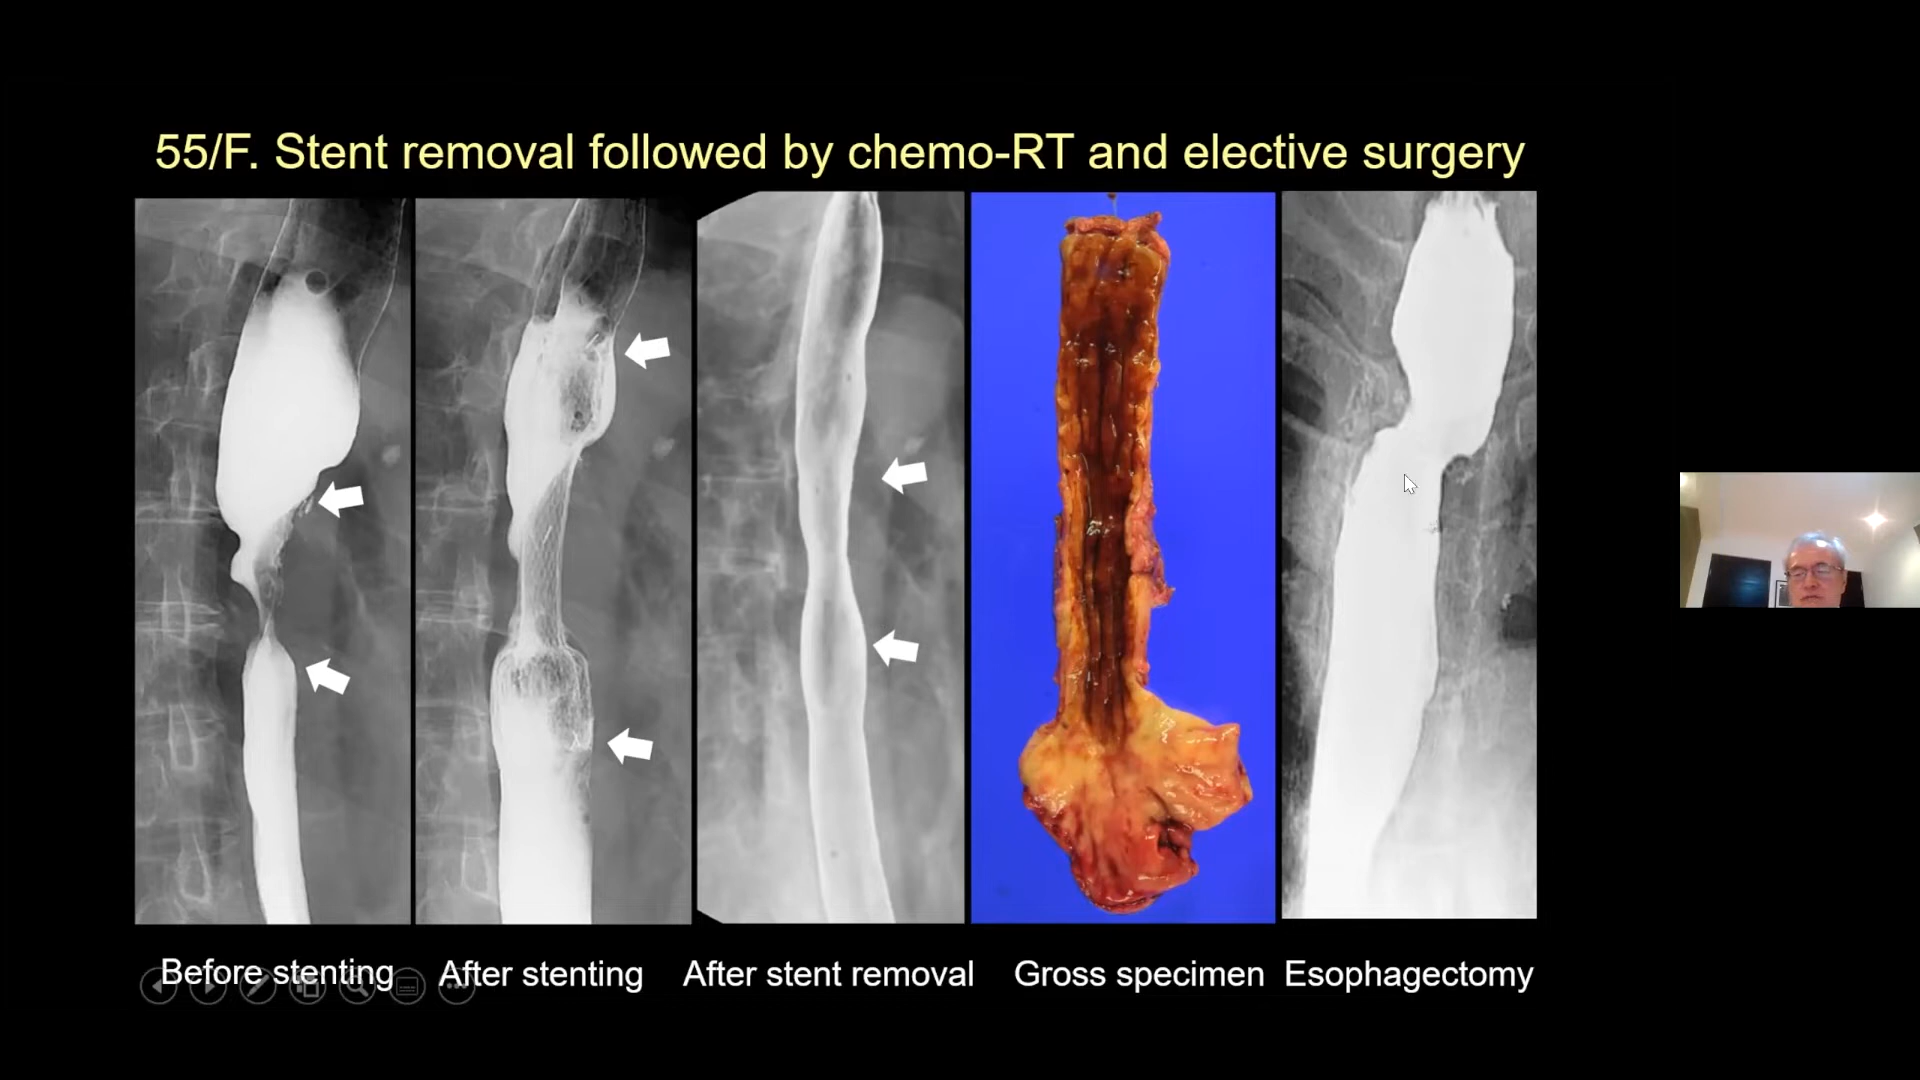 55/F. Stent removal followed by chemo-RT and elective surgery
Before stenting
After stenting
After stent removal
Gross specimen
Esophagectomy